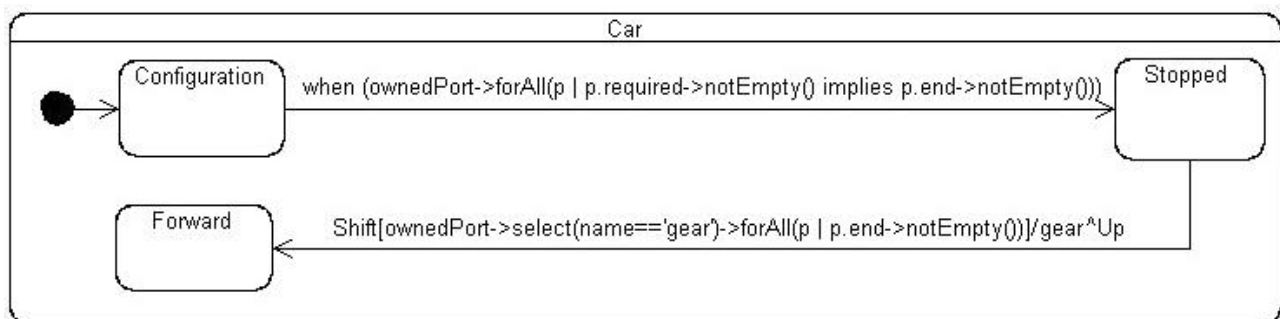 Car
Configuration
when (ownedPort->forAll(p | p.required->notEmpty() implies p.end->notEmpty()))
Stopped
Forward
Shift[ownedPort->select(name=='gear')->forAll(p | p.end->notEmpty())]/gear^Up